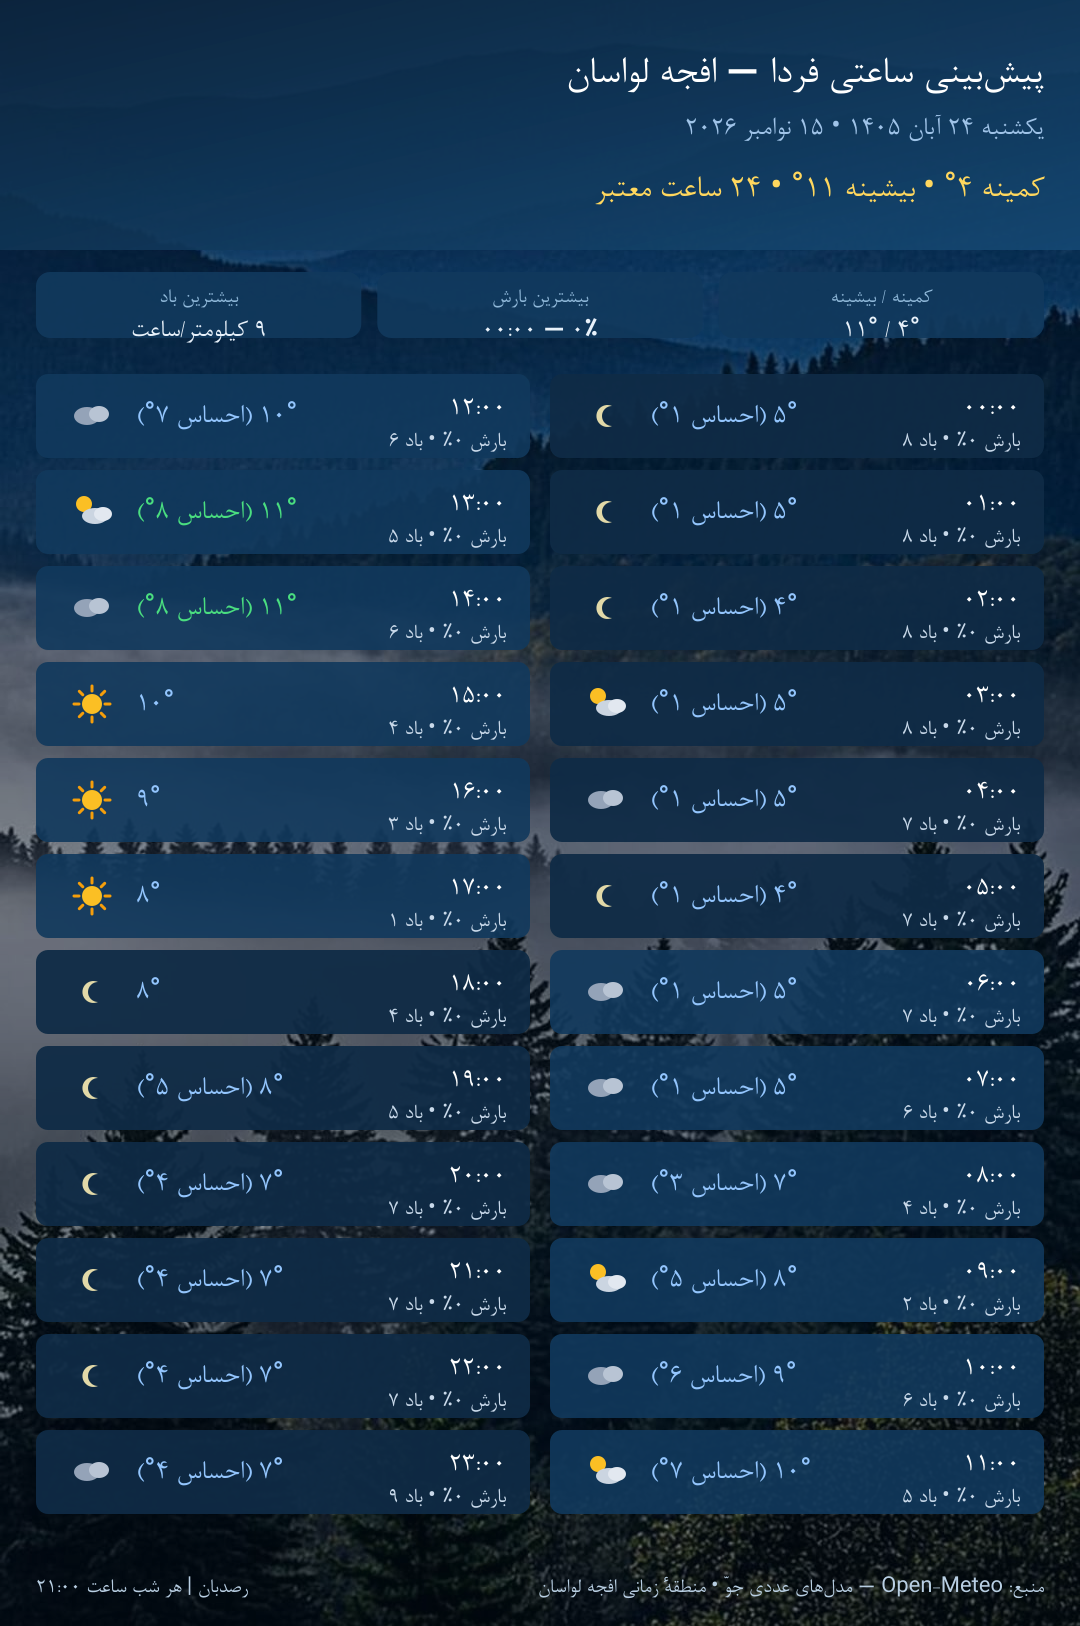 پیش‌بینی ساعتی فردا — افجه لواسان
یکشنبه ۲۴ آبان ۱۴۰۵ • ۱۵ نوامبر ۲۰۲۶
کمینه ۴° • بیشینه ۱۱° • ۲۴ ساعت معتبر
کمینه / بیشینه
۴° / ۱۱°
بیشترین بارش
۰٪ — ۰۰:۰۰
بیشترین باد
۹ کیلومتر/ساعت
۰۰:۰۰
۵° (احساس ۱°)
بارش ۰٪ • باد ۸
۰۱:۰۰
۵° (احساس ۱°)
بارش ۰٪ • باد ۸
۰۲:۰۰
۴° (احساس ۱°)
بارش ۰٪ • باد ۸
۰۳:۰۰
۵° (احساس ۱°)
بارش ۰٪ • باد ۸
۰۴:۰۰
۵° (احساس ۱°)
بارش ۰٪ • باد ۷
۰۵:۰۰
۴° (احساس ۱°)
بارش ۰٪ • باد ۷
۰۶:۰۰
۵° (احساس ۱°)
بارش ۰٪ • باد ۷
۰۷:۰۰
۵° (احساس ۱°)
بارش ۰٪ • باد ۶
۰۸:۰۰
۷° (احساس ۳°)
بارش ۰٪ • باد ۴
۰۹:۰۰
۸° (احساس ۵°)
بارش ۰٪ • باد ۲
۱۰:۰۰
۹° (احساس ۶°)
بارش ۰٪ • باد ۶
۱۱:۰۰
۱۰° (احساس ۷°)
بارش ۰٪ • باد ۵
۱۲:۰۰
۱۰° (احساس ۷°)
بارش ۰٪ • باد ۶
۱۳:۰۰
۱۱° (احساس ۸°)
بارش ۰٪ • باد ۵
۱۴:۰۰
۱۱° (احساس ۸°)
بارش ۰٪ • باد ۶
۱۵:۰۰
۱۰°
بارش ۰٪ • باد ۴
۱۶:۰۰
۹°
بارش ۰٪ • باد ۳
۱۷:۰۰
۸°
بارش ۰٪ • باد ۱
۱۸:۰۰
۸°
بارش ۰٪ • باد ۴
۱۹:۰۰
۸° (احساس ۵°)
بارش ۰٪ • باد ۵
۲۰:۰۰
۷° (احساس ۴°)
بارش ۰٪ • باد ۷
۲۱:۰۰
۷° (احساس ۴°)
بارش ۰٪ • باد ۷
۲۲:۰۰
۷° (احساس ۴°)
بارش ۰٪ • باد ۷
۲۳:۰۰
۷° (احساس ۴°)
بارش ۰٪ • باد ۹
منبع: Open-Meteo — مدل‌های عددی جوّ • منطقهٔ زمانی افجه لواسان
رصدبان | هر شب ساعت ۲۱:۰۰